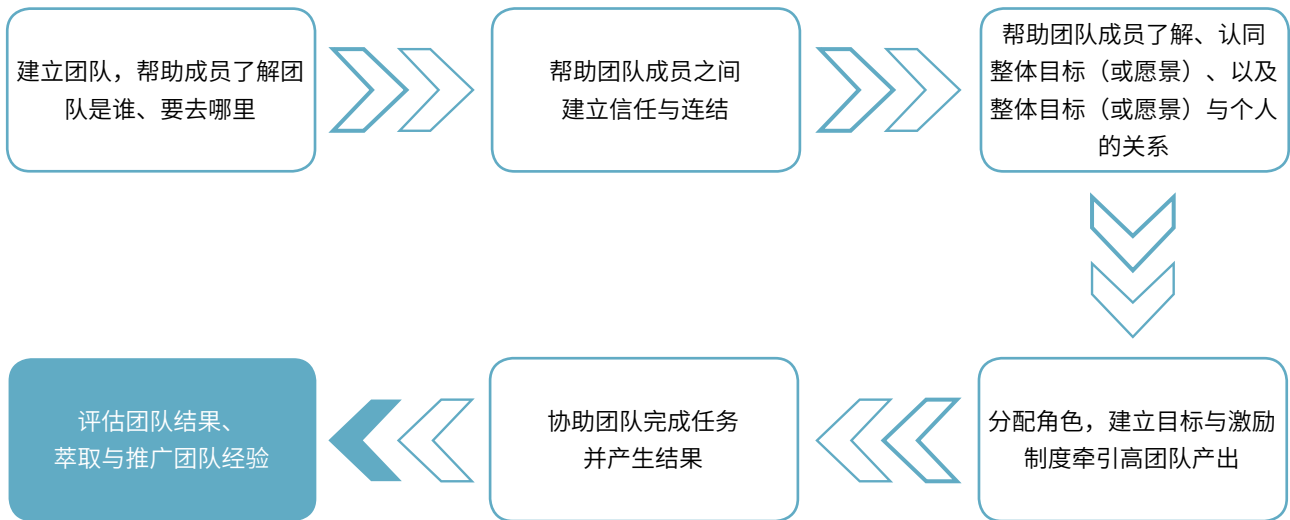 建立团队，帮助成员了解团
队是谁、要去哪里
帮助团队成员之间
建立信任与连结
帮助团队成员了解、认同
整体目标（或愿景）、以及
整体目标（或愿景）与个人
的关系
分配角色，建立目标与激励
制度牵引高团队产出
协助团队完成任务
并产生结果
评估团队结果、
萃取与推广团队经验